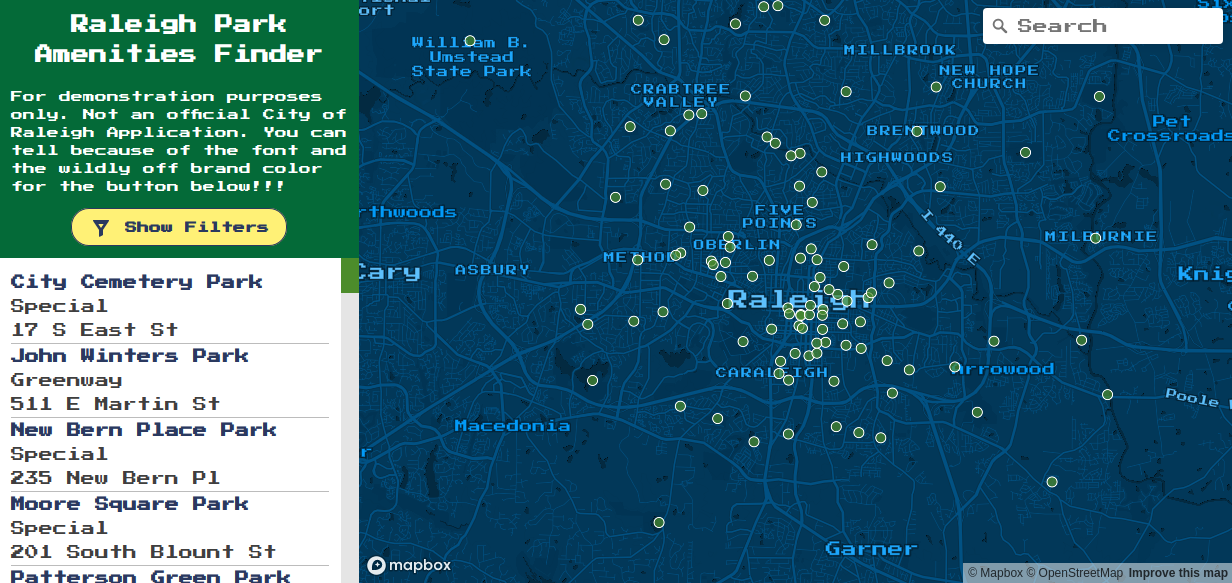 Raleigh Park
Amenities Finder
For demonstration purposes
only. Not an official City of
Raleigh Application. You can
tell because of the font and
the wildly off brand color
for the button below!!!
Show Filters
City Cemetery Park
Special
17 S East St
John Winters Park
Greenway
511 E Martin St
New Bern Place Park
Special
235 New Bern Pl
Moore Square Park
Special
201 South Blount St
Patterson Green Park
Search
William B.
Umstead
State Park
MILLBROOK
NEW HOPE
CHURCH
CRABTREE
VALLEY
BRENTWOOD
Pet
Crossroads
HIGHWOODS
FIVE
POINTS
I 440 E
MILBURNIE
OBERLIN
METHOD
ASBURY
Cary
Raleigh
CARALEIGH
Macedonia
Poole
Garner
mapbox
© Mapbox © OpenStreetMap Improve this map